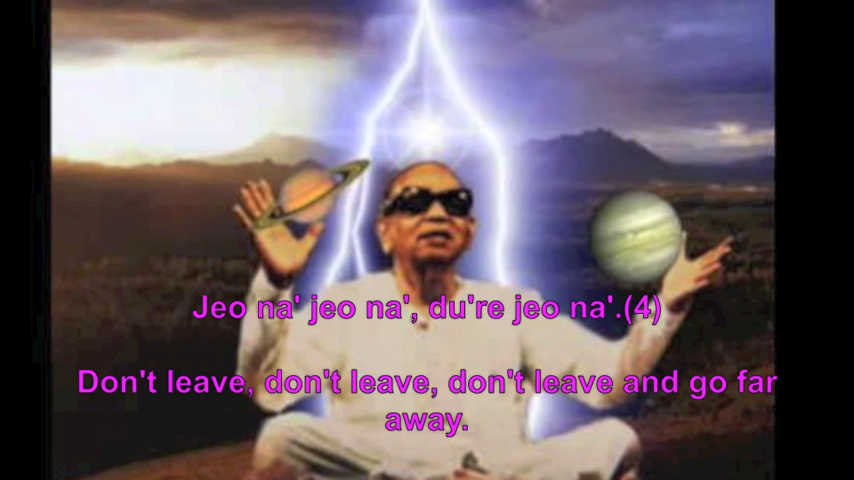 Jeo na' jeo na', du're jeo na'.(4)
Don't leave, don't leave, don't leave and go far
away.